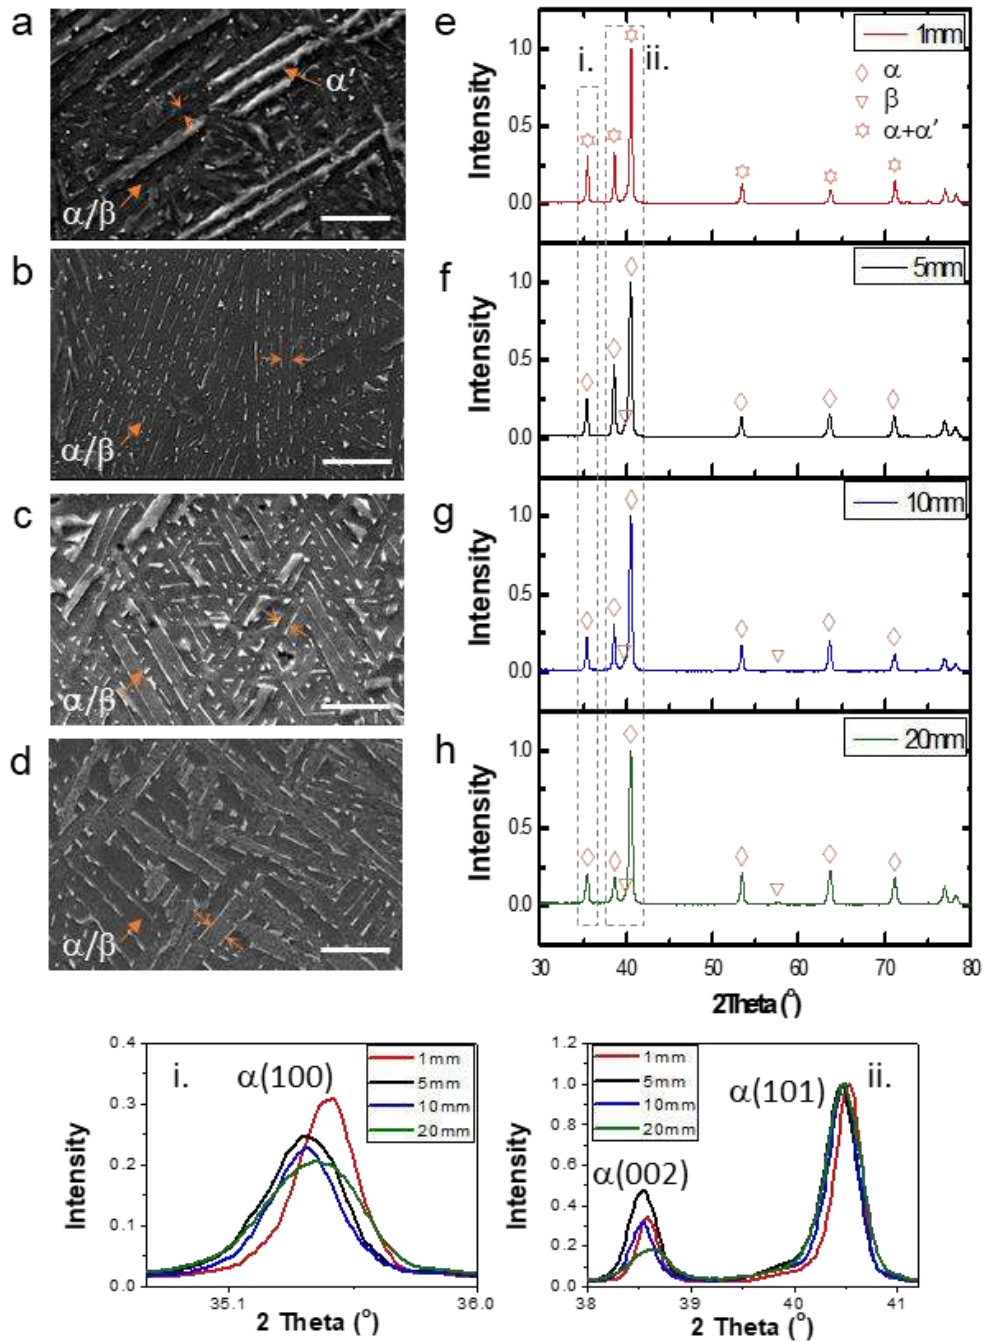 a
α'
α/β
b
α/β
c
α/β
d
α/β
e
1mm
i.
ii.
α
β
α+α'
1.0
0.5
0.0
Intensity
f
5mm
1.0
0.5
0.0
Intensity
g
10mm
1.0
0.5
0.0
Intensity
h
20mm
1.0
0.5
0.0
Intensity
30 40 50 60 70 80
2Theta (°)
i.
α(100)
1mm
5mm
10mm
20mm
0.4
0.3
0.2
0.1
0.0
Intensity
35.1 36.0
2 Theta (°)
ii.
1mm
5mm
10mm
20mm
α(101)
α(002)
1.2
1.0
0.8
0.6
0.4
0.2
0.0
Intensity
38 39 40 41
2 Theta (°)